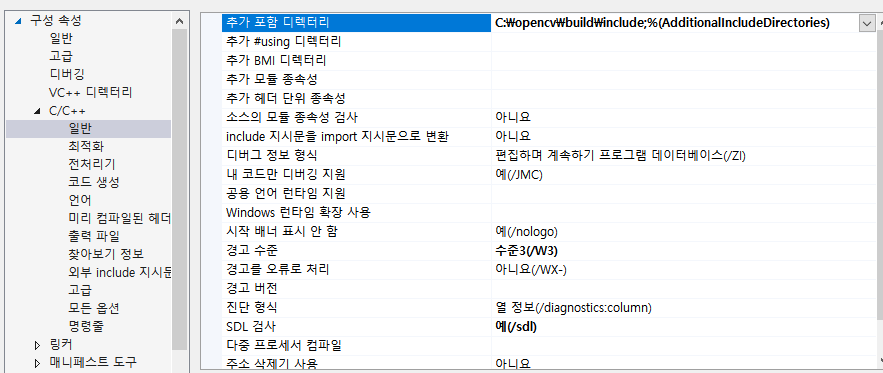 구성 속성
일반
고급
디버깅
VC++ 디렉터리
C/C++
일반
최적화
전처리기
코드 생성
언어
미리 컴파일된 헤더
출력 파일
찾아보기 정보
외부 include 지시문
고급
모든 옵션
명령줄
링커
매니페스트 도구
추가 포함 디렉터리 C:\opencv\build\include;%(AdditionalIncludeDirectories)
추가 #using 디렉터리
추가 BMI 디렉터리
추가 모듈 종속성
추가 헤더 단위 종속성
소스의 모듈 종속성 검사 아니요
include 지시문을 import 지시문으로 변환 아니요
디버그 정보 형식 편집하며 계속하기 프로그램 데이터베이스(/ZI)
내 코드만 디버깅 지원 예(/JMC)
공용 언어 런타임 지원
Windows 런타임 확장 사용
시작 배너 표시 안 함 예(/nologo)
경고 수준 수준3(/W3)
경고를 오류로 처리 아니요(/WX-)
경고 버전
진단 형식 열 정보(/diagnostics:column)
SDL 검사 예(/sdl)
다중 프로세서 컴파일
주소 삭제기 사용 아니요